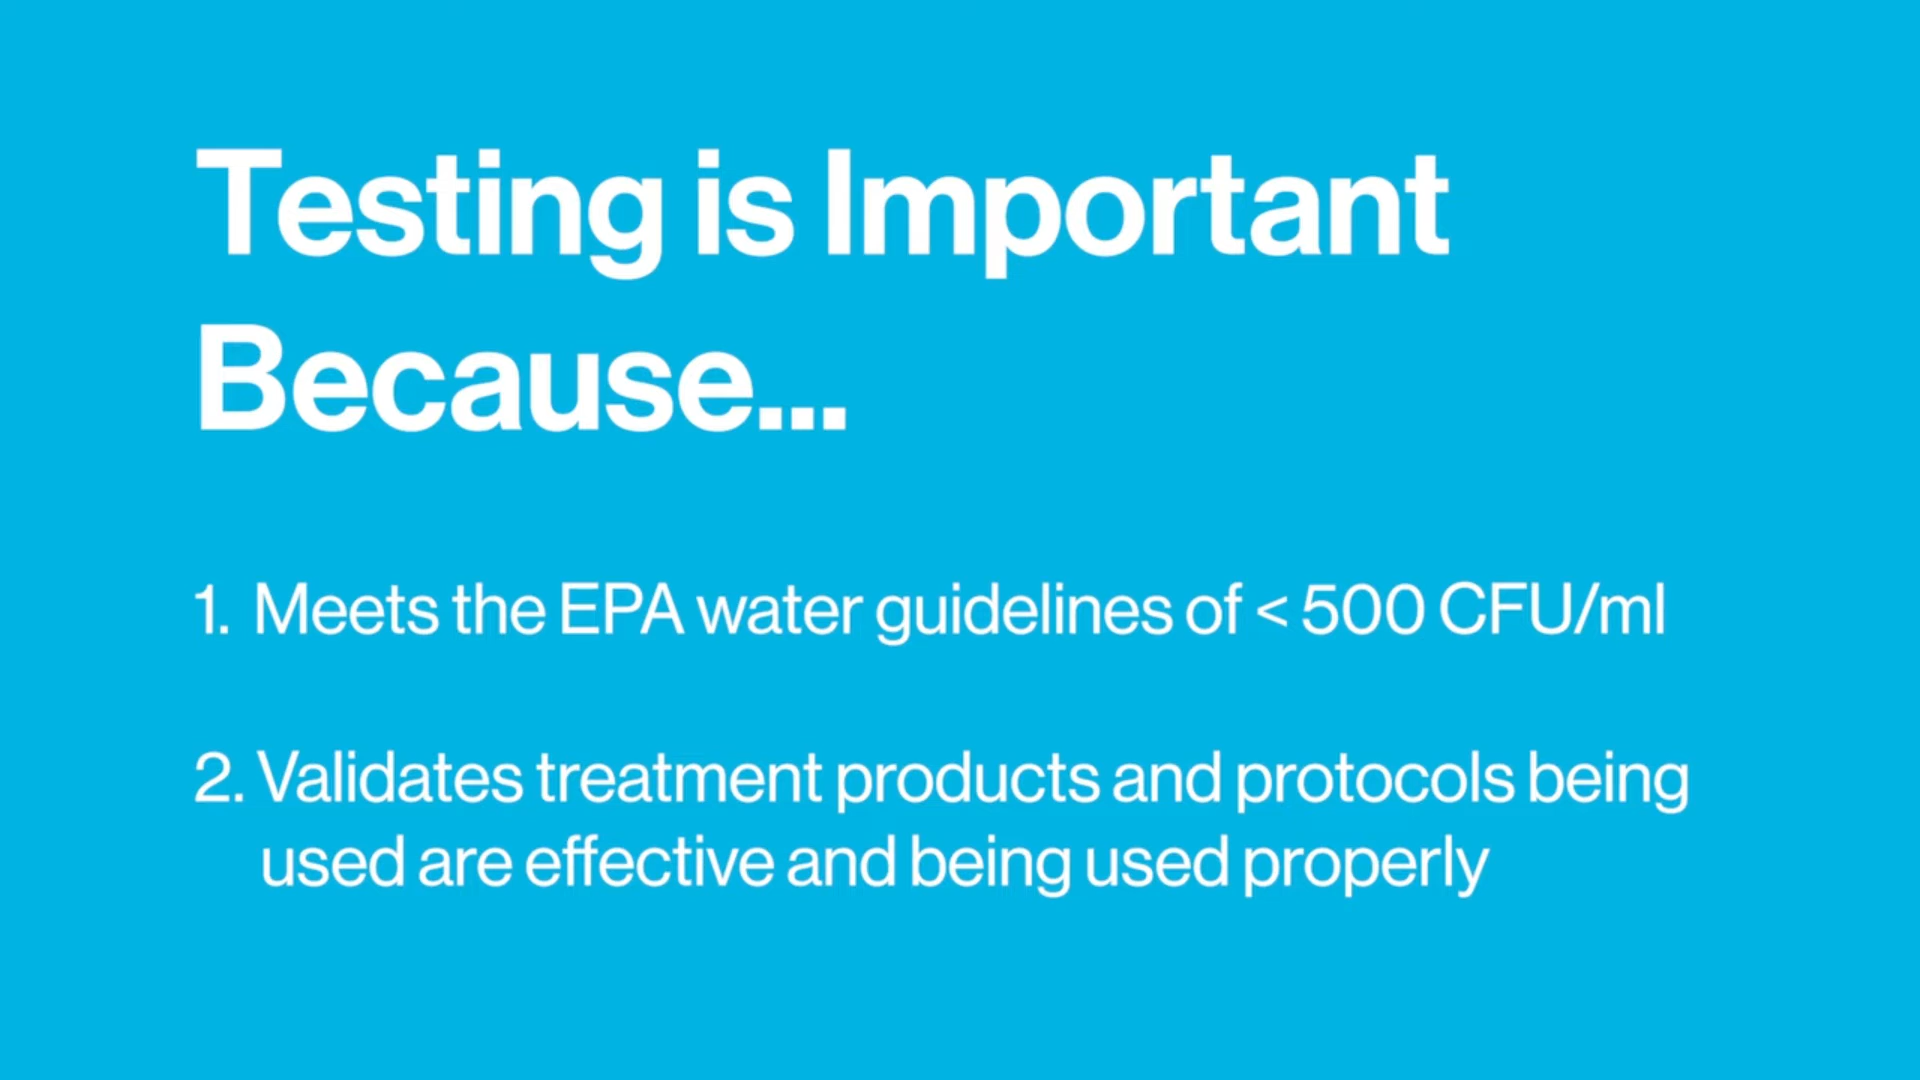 Testing is Important
Because...
1. Meets the EPA water guidelines of < 500 CFU/ml
2. Validates treatment products and protocols being
used are effective and being used properly